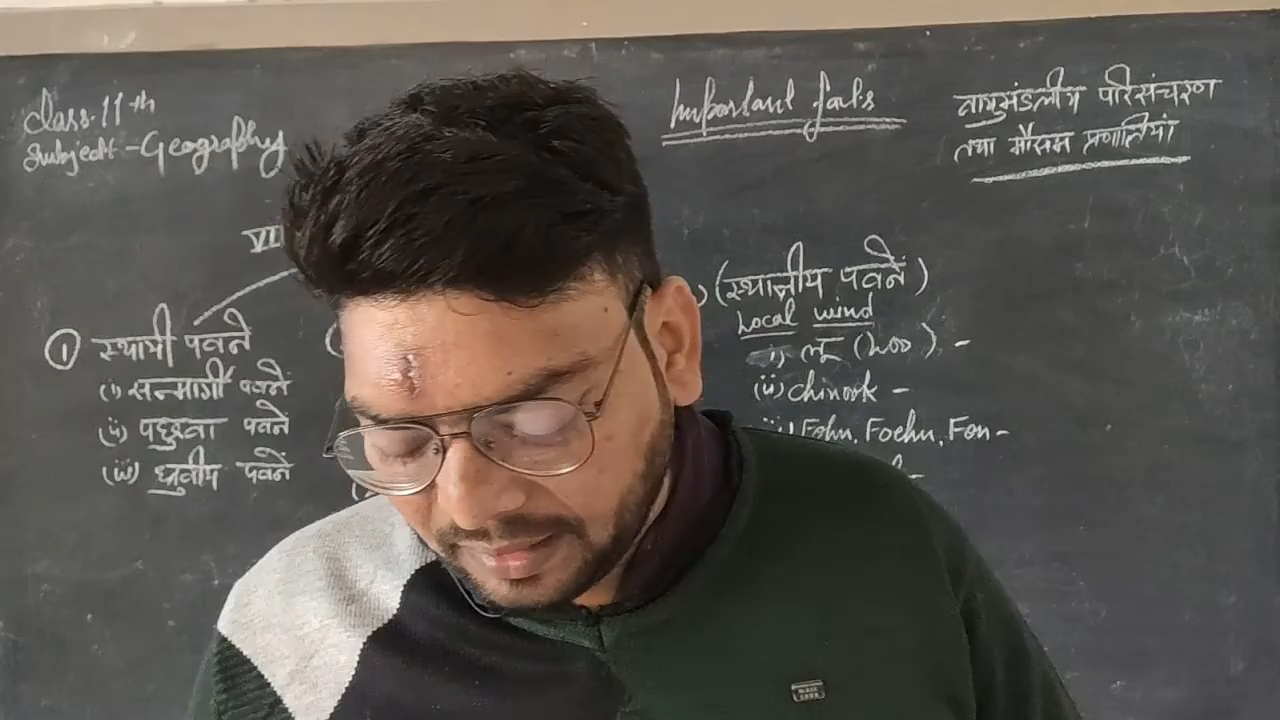 Class-11th
Subject-Geography
Important fact's
वायुमंडलीय परिसंचरण
तथा मौसम प्रणालियां
VII
① स्थायी पवनें
(i) सन्मार्गी पवनें
(ii) पछुवा पवनें
(iii) ध्रुवीय पवनें
(स्थानीय पवनें)
Local wind
i) लू (Loo) -
(ii) chinook -
Fohn, Foehn, Fon-